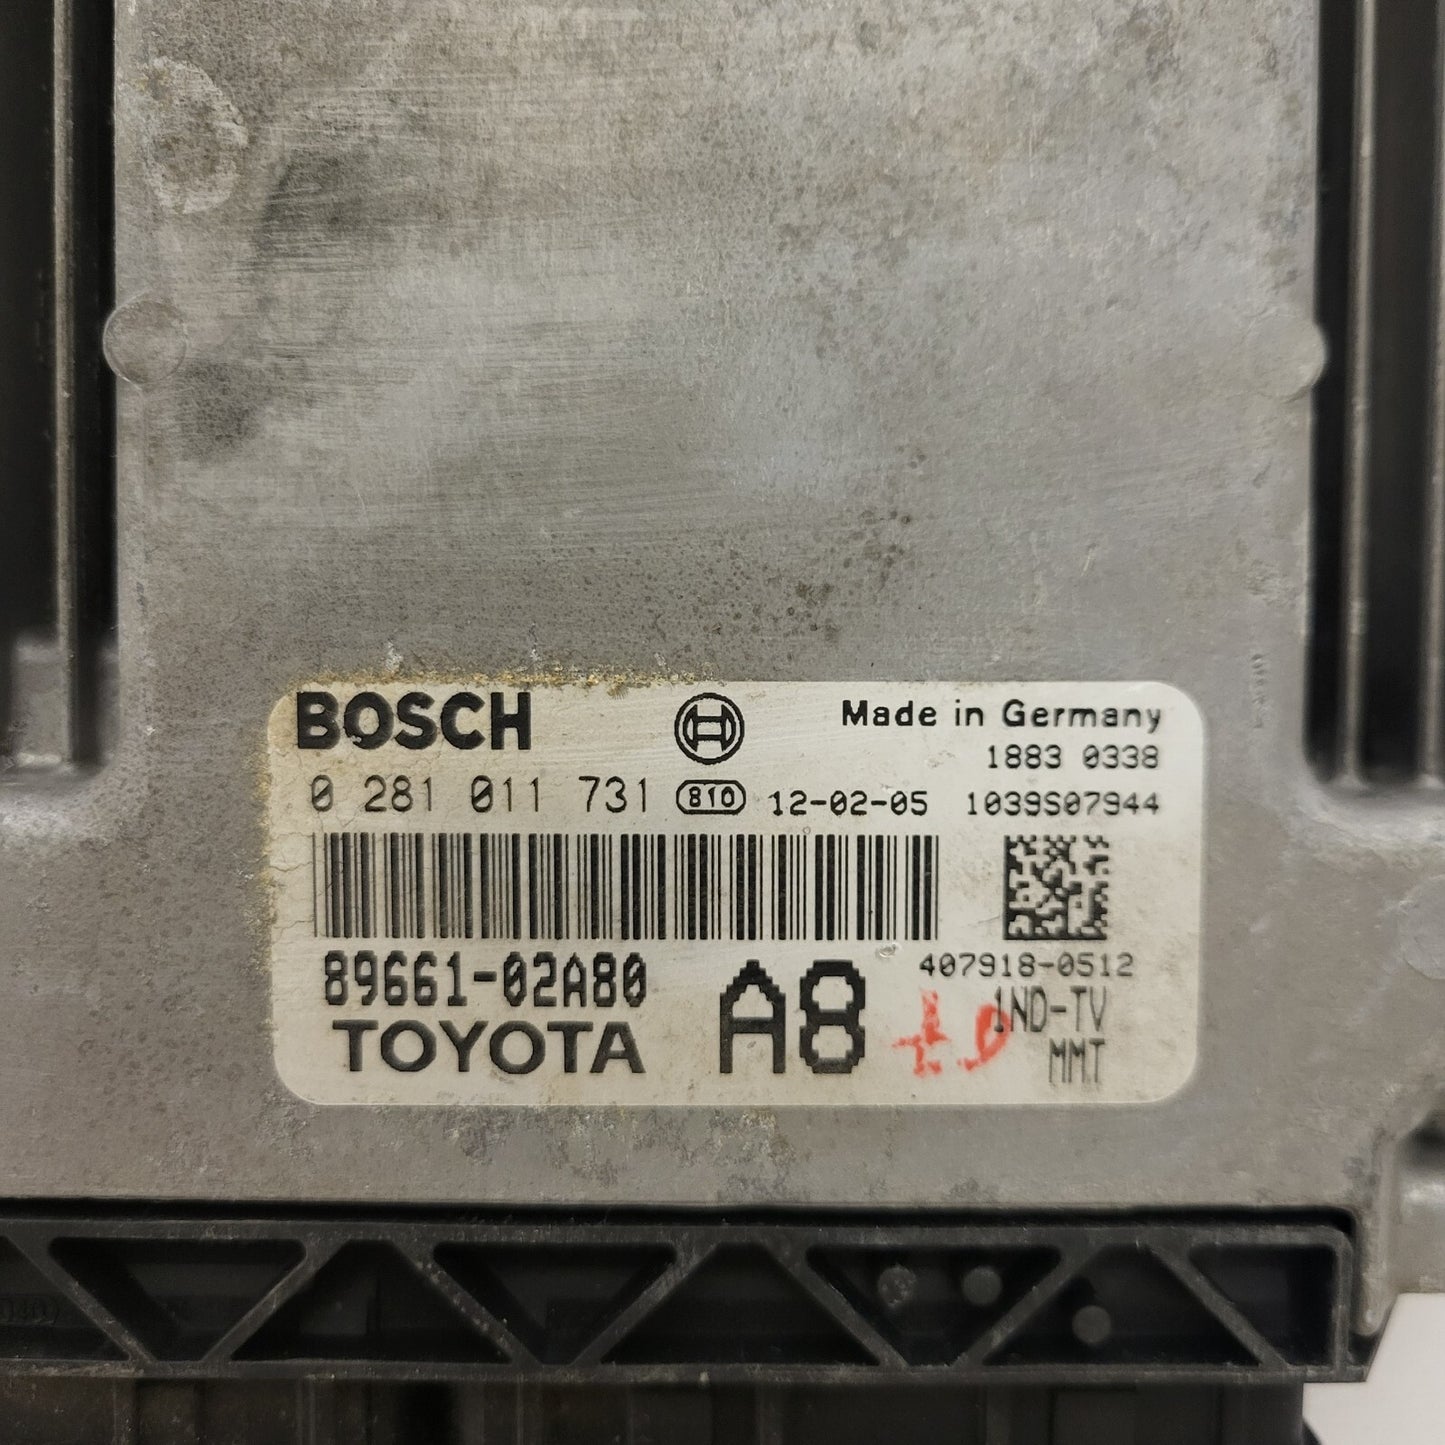 BOSCH
Made in Germany
1883 0338
0 281 011 731 810 12-02-05 1039S07944
89661-02A80
A8
407918-0512
TOYOTA
1ND-TV
MMT